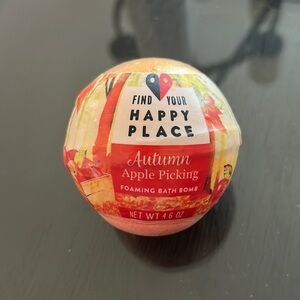 FIND YOUR
HAPPY
PLACE
Autumn
Apple Picking
FOAMING BATH BOMB
NET WT 4.6 OZ